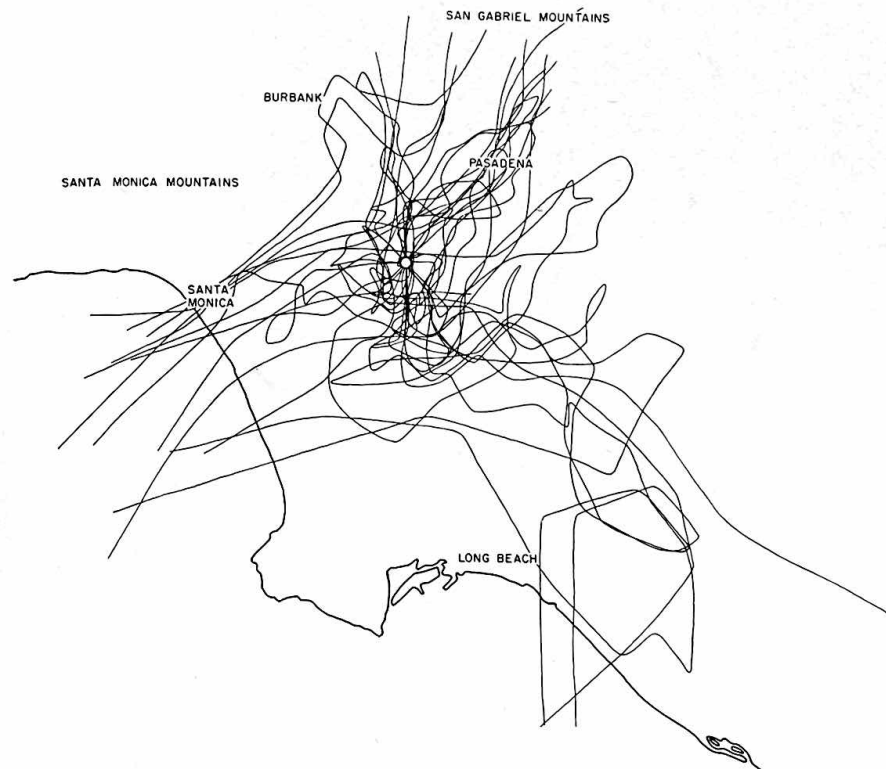 SAN GABRIEL MOUNTAINS
BURBANK
PASADENA
SANTA MONICA MOUNTAINS
SANTA
MONICA
LONG BEACH